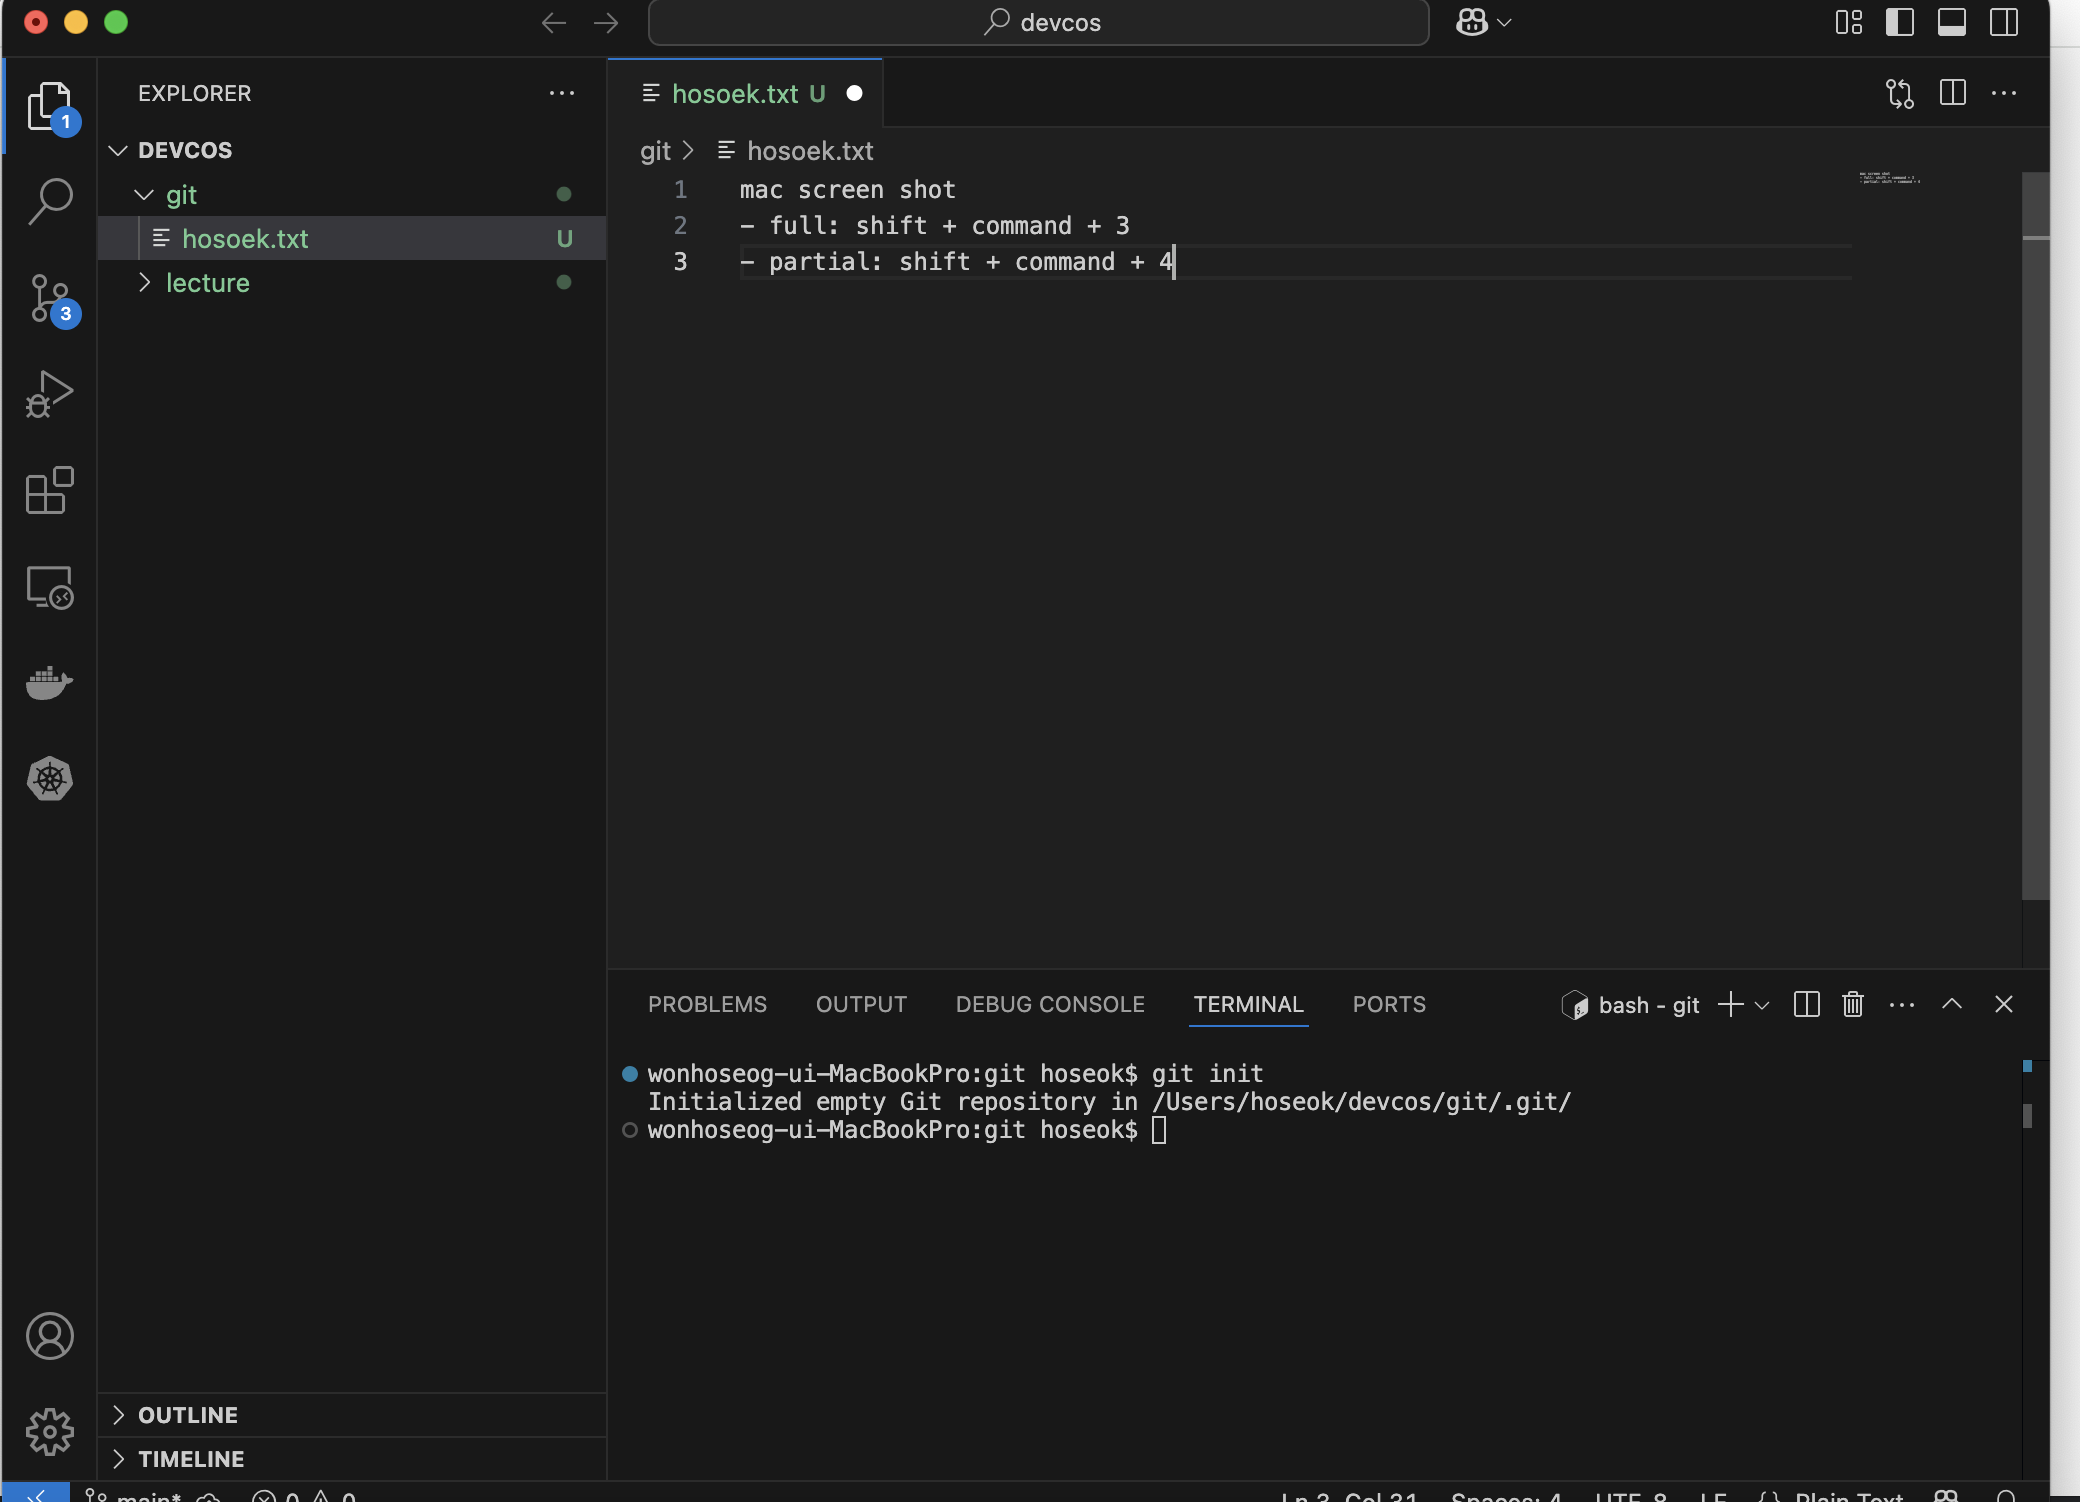 devcos
EXPLORER
1
DEVCOS
git
hosoek.txt U
lecture
3
OUTLINE
TIMELINE
hosoek.txt U
git > hosoek.txt
1 mac screen shot
2 - full: shift + command + 3
3 - partial: shift + command + 4
PROBLEMS OUTPUT DEBUG CONSOLE TERMINAL PORTS bash - git
wonhoseog-ui-MacBookPro:git hoseok$ git init
Initialized empty Git repository in /Users/hoseok/devcos/git/.git/
wonhoseog-ui-MacBookPro:git hoseok$
main* 0 0 Ln 3, Col 31 Spaces: 4 UTF-8 LF {} Plain Text